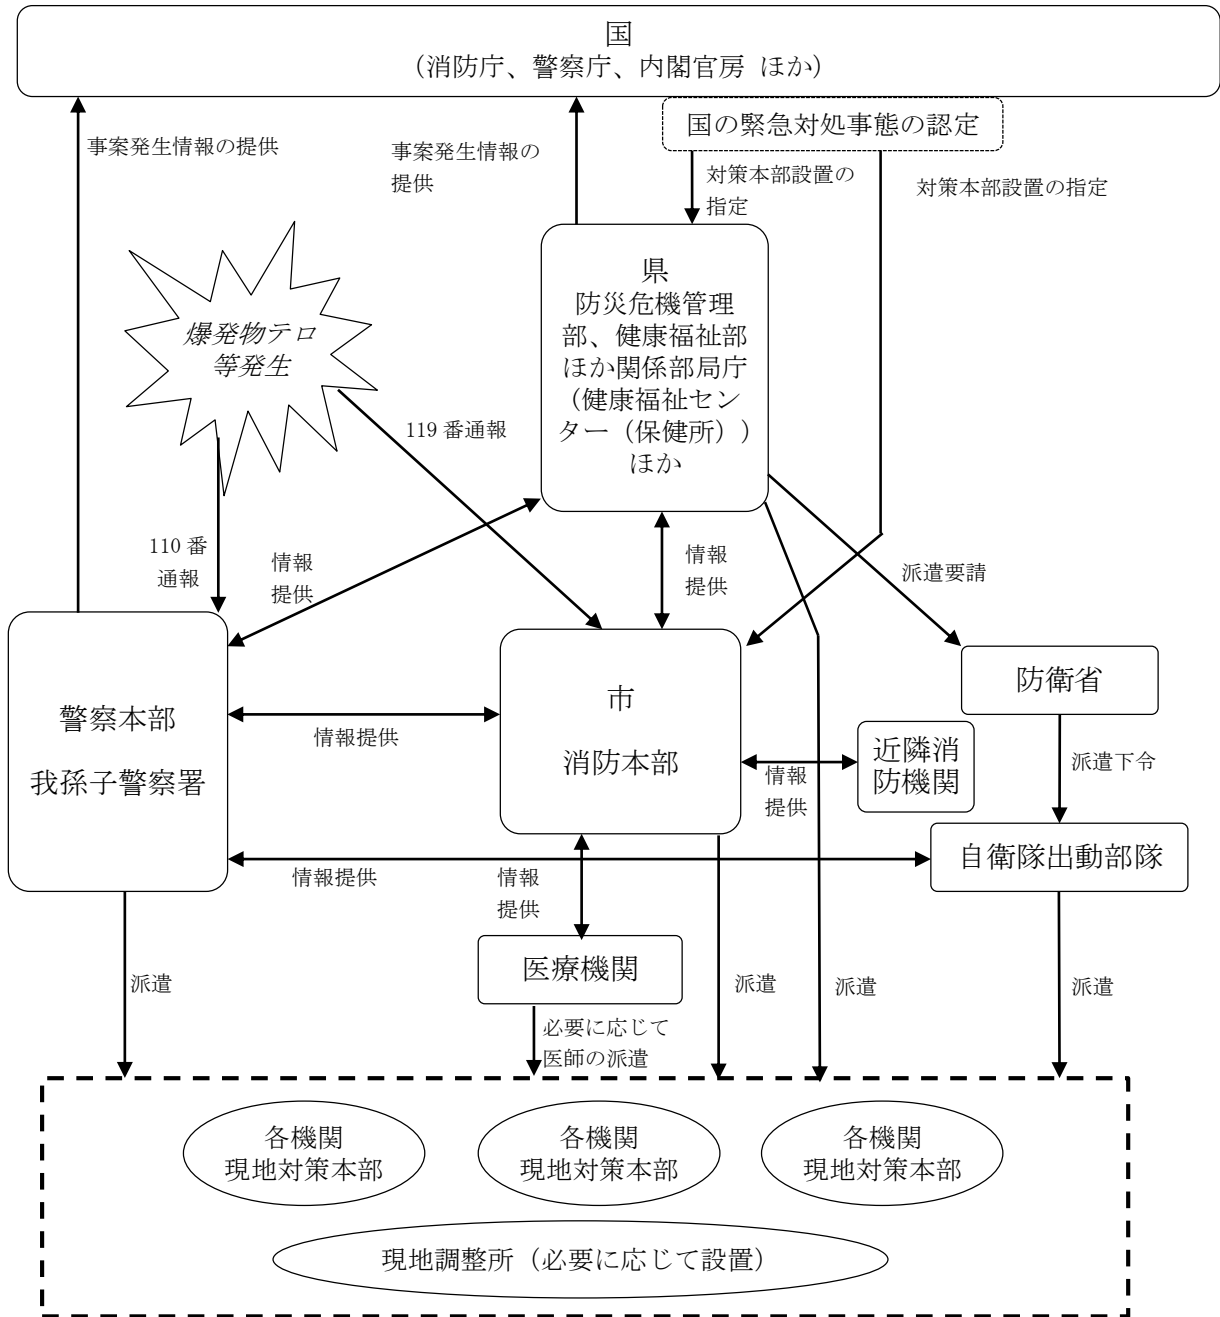 国
（消防庁、警察庁、内閣官房 ほか）
国の緊急対処事態の認定
事案発生情報の提供
事案発生情報の
提供
対策本部設置の
指定
対策本部設置の指定
爆発物テロ
等発生
県
防災危機管理
部、健康福祉部
ほか関係部局庁
（健康福祉セン
ター（保健所））
ほか
119 番通報
110 番
通報
情報
提供
情報
提供
派遣要請
警察本部
我孫子警察署
市
消防本部
防衛省
情報提供
近隣消
防機関
情報
提供
派遣下令
自衛隊出動部隊
情報提供
情報
提供
医療機関
派遣
必要に応じて
医師の派遣
派遣
派遣
派遣
各機関
現地対策本部
各機関
現地対策本部
各機関
現地対策本部
現地調整所（必要に応じて設置）